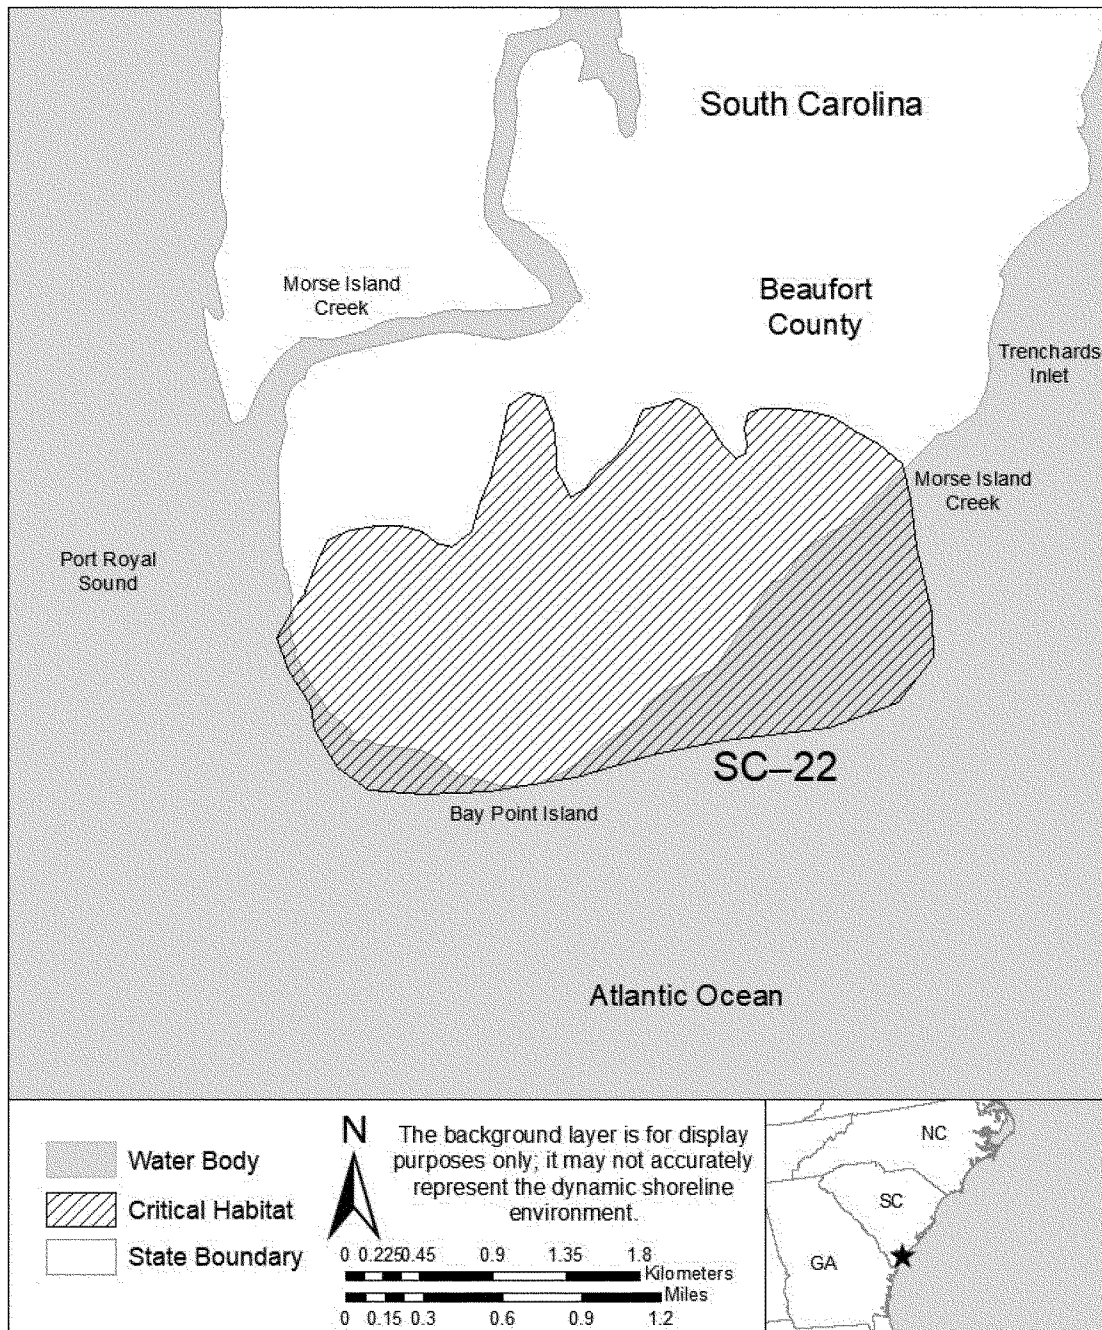 South Carolina
Morse Island
Creek
Beaufort
County
Trenchards
Inlet
Morse Island
Creek
Port Royal
Sound
SC–22
Bay Point Island
Atlantic Ocean
Water Body
Critical Habitat
State Boundary
N
The background layer is for display
purposes only; it may not accurately
represent the dynamic shoreline
environment.
0 0.225 0.45 0.9 1.35 1.8
Kilometers
Miles
0 0.15 0.3 0.6 0.9 1.2
NC
SC
GA